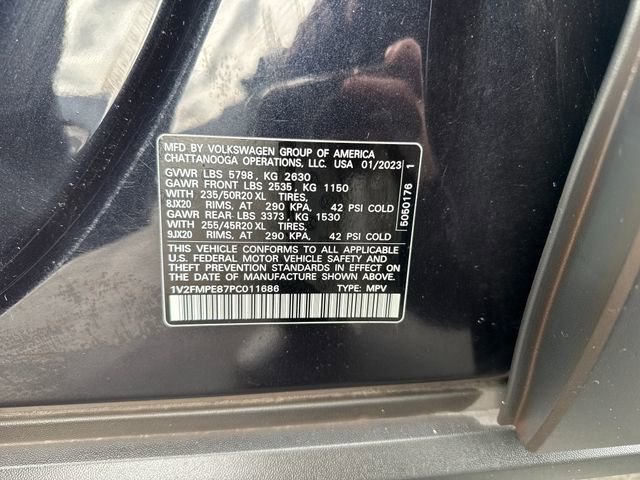 MFD BY VOLKSWAGEN GROUP OF AMERICA
CHATTANOOGA OPERATIONS, LLC. USA 01/2023
GVWR LBS 5798, KG 2630
GAWR FRONT LBS 2535, KG 1150
WITH 235/50R20 XL TIRES,
8JX20 RIMS, AT 290 KPA, 42 PSI COLD
GAWR REAR LBS 3373, KG 1530
WITH 255/45R20 XL TIRES,
9JX20 RIMS, AT 290 KPA, 42 PSI COLD
THIS VEHICLE CONFORMS TO ALL APPLICABLE
U.S. FEDERAL MOTOR VEHICLE SAFETY AND
THEFT PREVENTION STANDARDS IN EFFECT ON
THE DATE OF MANUFACTURE SHOWN ABOVE.
1V2FMPE87PC011686 TYPE: MPV
5050176 1